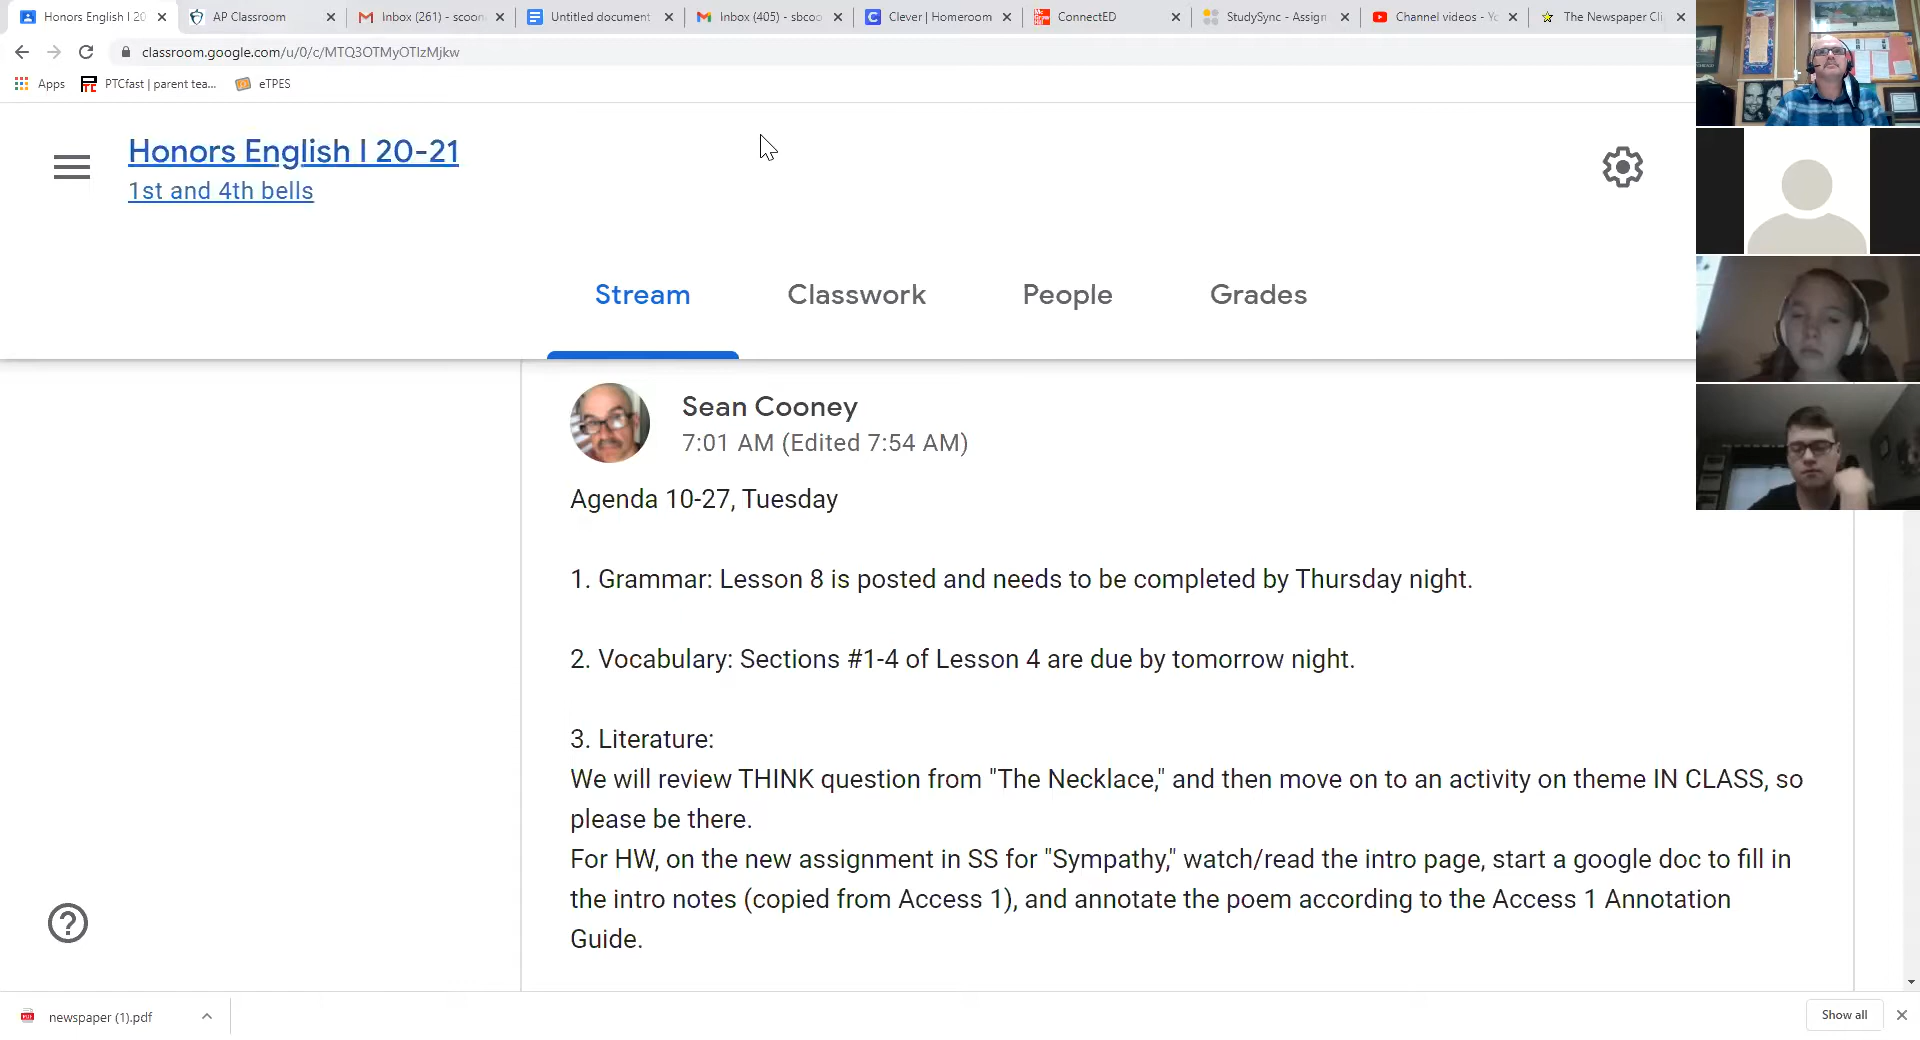 Honors English I 20
AP Classroom
Inbox (261) - scoon
Untitled document
Inbox (405) - sbcoo
Clever | Homeroom
ConnectED
StudySync - Assign
Channel videos - Yo
The Newspaper Cli
classroom.google.com/u/0/c/MTQ3OTMyOTIzMjkw
Apps
PTCfast | parent tea...
eTPES
Honors English I 20-21
1st and 4th bells
Stream
Classwork
People
Grades
Sean Cooney
7:01 AM (Edited 7:54 AM)
Agenda 10-27, Tuesday
1. Grammar: Lesson 8 is posted and needs to be completed by Thursday night.
2. Vocabulary: Sections #1-4 of Lesson 4 are due by tomorrow night.
3. Literature:
We will review THINK question from "The Necklace," and then move on to an activity on theme IN CLASS, so
please be there.
For HW, on the new assignment in SS for "Sympathy," watch/read the intro page, start a google doc to fill in
the intro notes (copied from Access 1), and annotate the poem according to the Access 1 Annotation
Guide.
newspaper (1).pdf
Show all